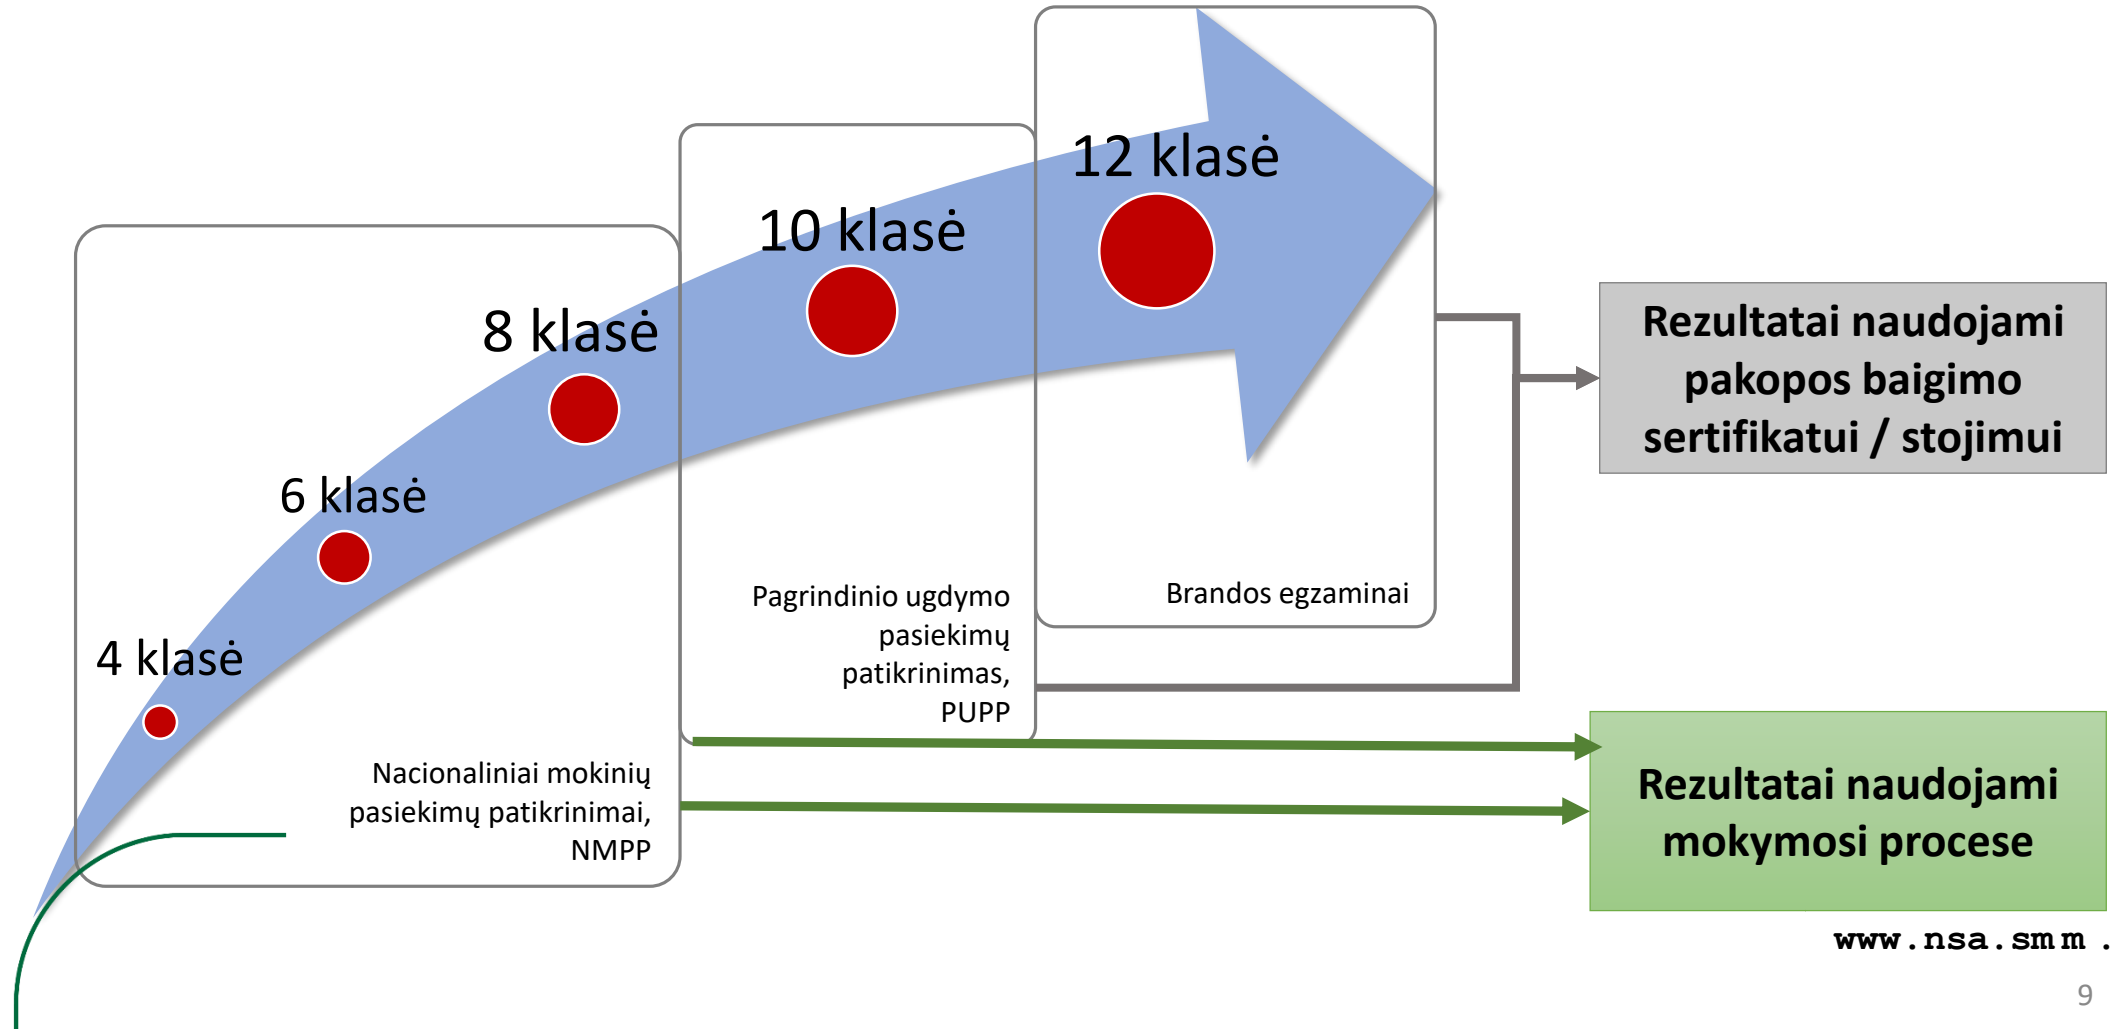 12 klasė
10 klasė
8 klasė
6 klasė
4 klasė
Nacionaliniai mokinių
pasiekimų patikrinimai,
NMPP
Pagrindinio ugdymo
pasiekimų
patikrinimas,
PUPP
Brandos egzaminai
Rezultatai naudojami
pakopos baigimo
sertifikatui / stojimui
Rezultatai naudojami
mokymosi procese
www.nsa.smm.
9